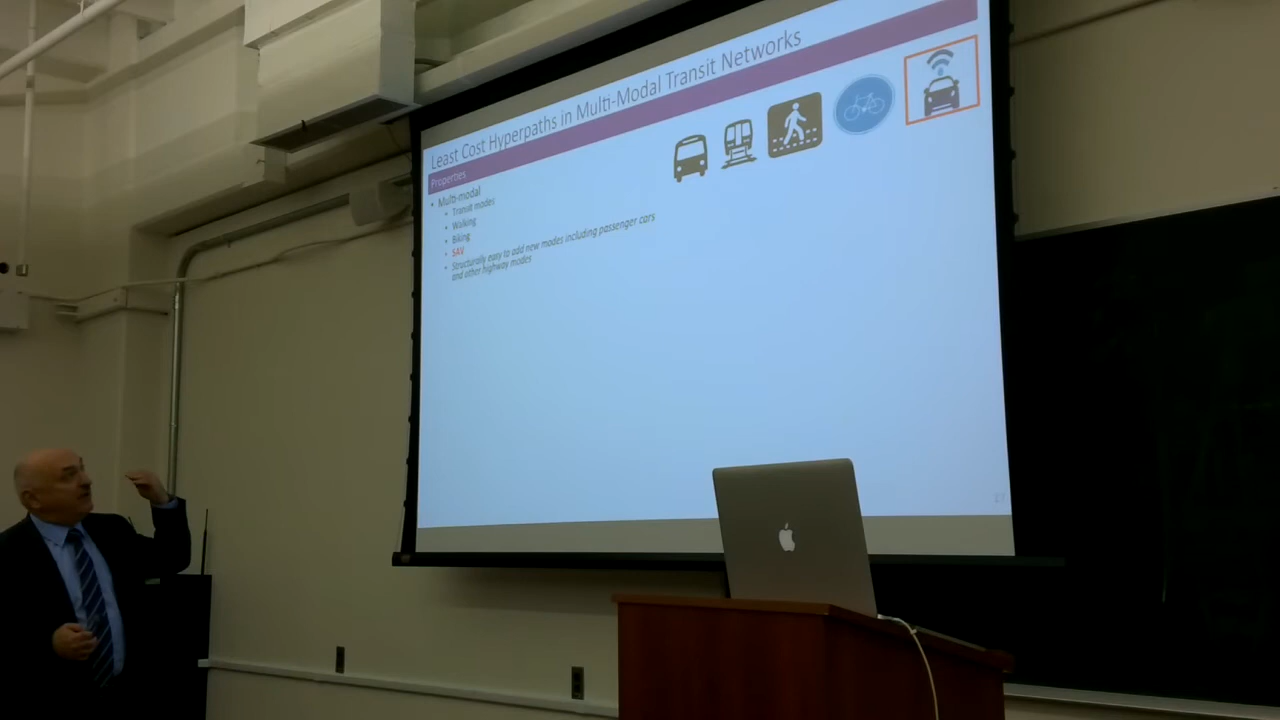 Least Cost Hyperpaths in Multi-Modal Transit Networks
Properties
• Multi-modal
• Transit modes
• Walking
• Biking
• SAV
• Structurally easy to add new modes including passenger cars
and other highway modes